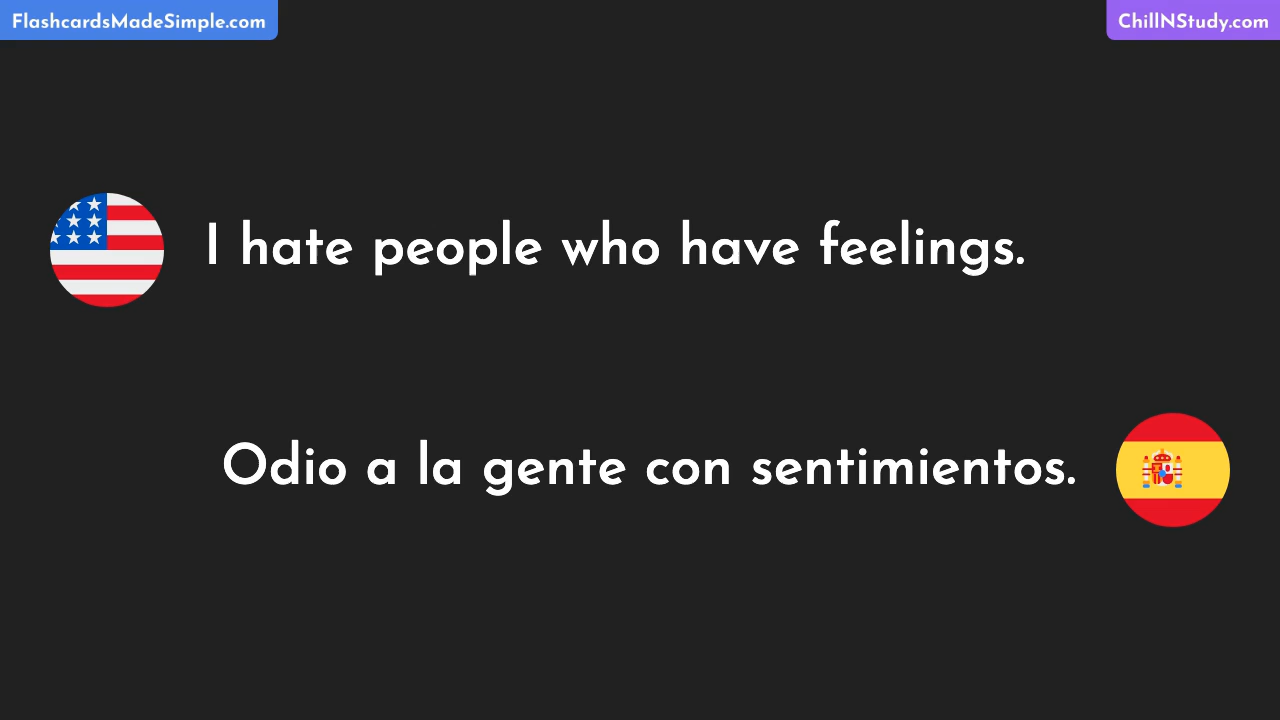 FlashcardsMadeSimple.com
ChillNStudy.com
I hate people who have feelings.
Odio a la gente con sentimientos.